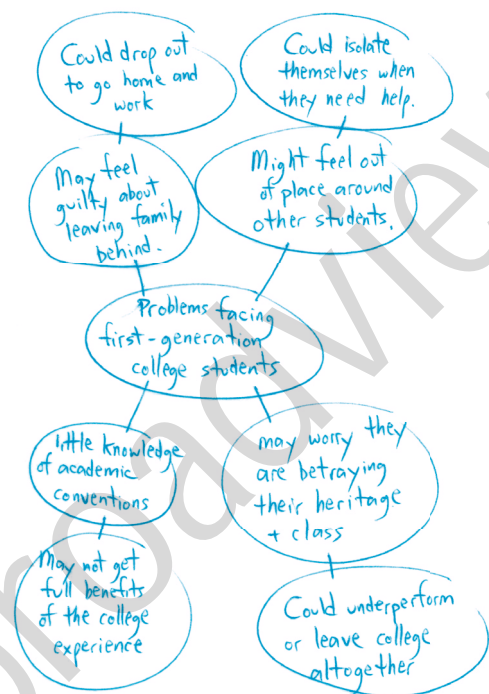 Could drop out
to go home and
work
Could isolate
themselves when
they need help.
May feel
guilty about
leaving family
behind.
Might feel out
of place around
other students.
Problems facing
first-generation
college students
little knowledge
of academic
conventions
may worry they
are betraying
their heritage
+ class
May not get
full benefits
of the college
experience
Could underperform
or leave college
altogether
broadview